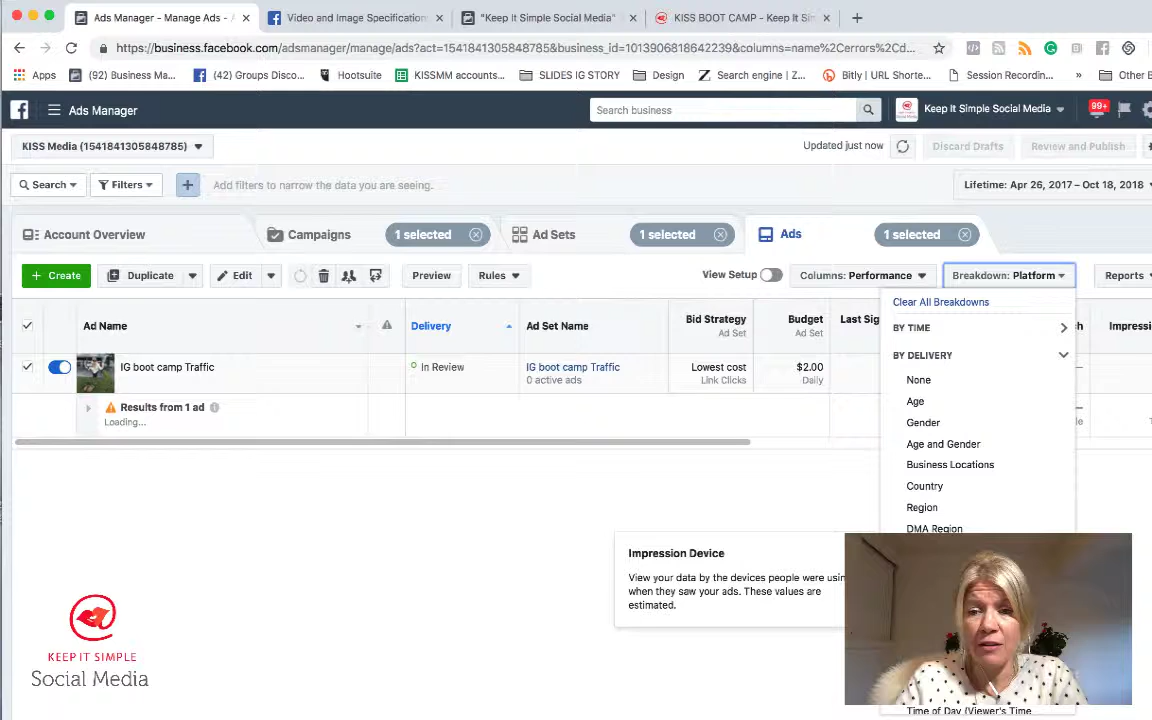 Ads Manager - Manage Ads -
Video and Image Specification
"Keep It Simple Social Media"
KISS BOOT CAMP - Keep It Si
https://business.facebook.com/adsmanager/manage/ads?act=1541841305848785&business_id=1013906818642239&columns=name%2Cerrors%2Cd...
Apps
(92) Business Ma...
(42) Groups Disco...
Hootsuite
KISSMM accounts...
SLIDES IG STORY
Design
Search engine | Z...
Bitly | URL Shorte...
Session Recordin...
»
Other B
Ads Manager
Search business
Keep It Simple Social Media
99+
KISS Media (1541841305848785)
Updated just now
Discard Drafts
Review and Publish
Search
Filters
Add filters to narrow the data you are seeing.
Lifetime: Apr 26, 2017 – Oct 18, 2018
Account Overview
Campaigns
1 selected
Ad Sets
1 selected
Ads
1 selected
+ Create
Duplicate
Edit
Preview
Rules
View Setup
Columns: Performance
Breakdown: Platform
Reports
Ad Name
Delivery
Ad Set Name
Bid Strategy
Ad Set
Budget
Ad Set
Last Sig
Impressi
IG boot camp Traffic
In Review
IG boot camp Traffic
0 active ads
Lowest cost
Link Clicks
$2.00
Daily
Results from 1 ad
Loading...
Clear All Breakdowns
BY TIME
BY DELIVERY
None
Age
Gender
Age and Gender
Business Locations
Country
Region
DMA Region
Impression Device
View your data by the devices people were usin
when they saw your ads. These values are
estimated.
Time of Day (Viewer's Time
KEEP IT SIMPLE
Social Media